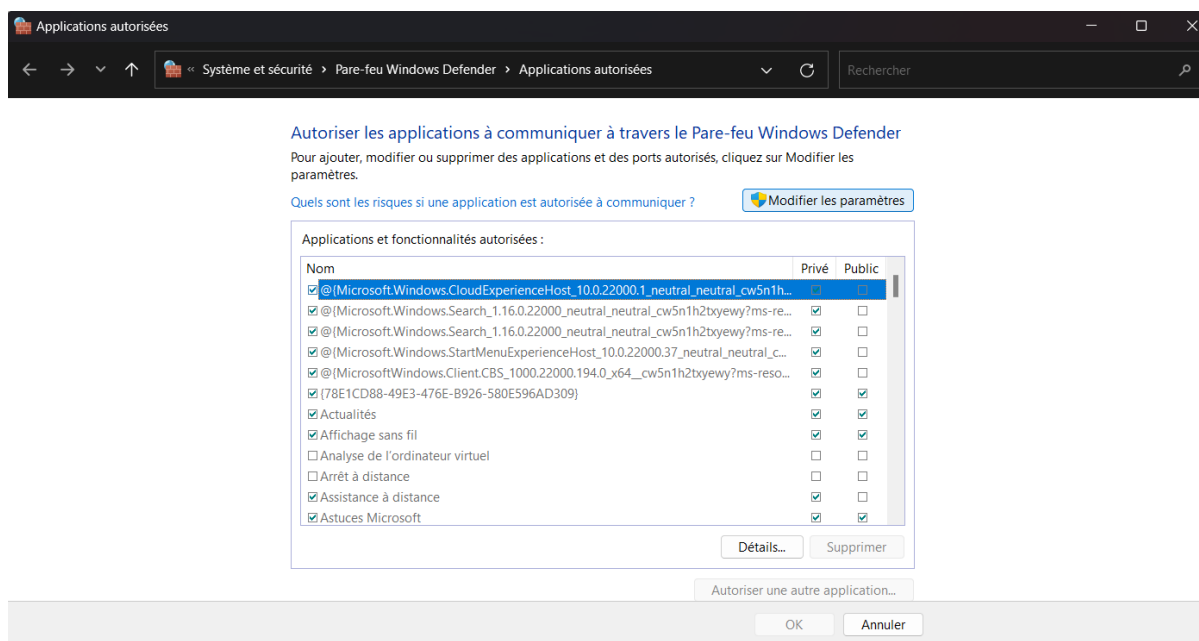 Applications autorisées
« Système et sécurité › Pare-feu Windows Defender › Applications autorisées
Rechercher
Autoriser les applications à communiquer à travers le Pare-feu Windows Defender
Pour ajouter, modifier ou supprimer des applications et des ports autorisés, cliquez sur Modifier les
paramètres.
Quels sont les risques si une application est autorisée à communiquer ?
Modifier les paramètres
Applications et fonctionnalités autorisées :
Nom Privé Public
@{Microsoft.Windows.CloudExperienceHost_10.0.22000.1_neutral_neutral_cw5n1h...
@{Microsoft.Windows.Search_1.16.0.22000_neutral_neutral_cw5n1h2txyewy?ms-re...
@{Microsoft.Windows.Search_1.16.0.22000_neutral_neutral_cw5n1h2txyewy?ms-re...
@{Microsoft.Windows.StartMenuExperienceHost_10.0.22000.37_neutral_neutral_c...
@{MicrosoftWindows.Client.CBS_1000.22000.194.0_x64__cw5n1h2txyewy?ms-reso...
{78E1CD88-49E3-476E-B926-580E596AD309}
Actualités
Affichage sans fil
Analyse de l'ordinateur virtuel
Arrêt à distance
Assistance à distance
Astuces Microsoft
Détails... Supprimer
Autoriser une autre application...
OK Annuler